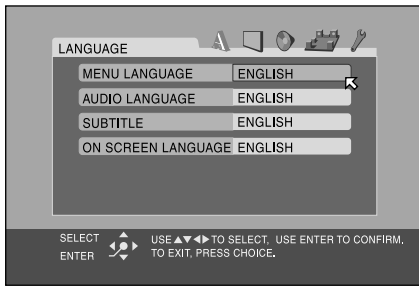 LANGUAGE
MENU LANGUAGE ENGLISH
AUDIO LANGUAGE ENGLISH
SUBTITLE ENGLISH
ON SCREEN LANGUAGE ENGLISH
SELECT USE ▲▼◀▶ TO SELECT, USE ENTER TO CONFIRM.
ENTER TO EXIT, PRESS CHOICE.